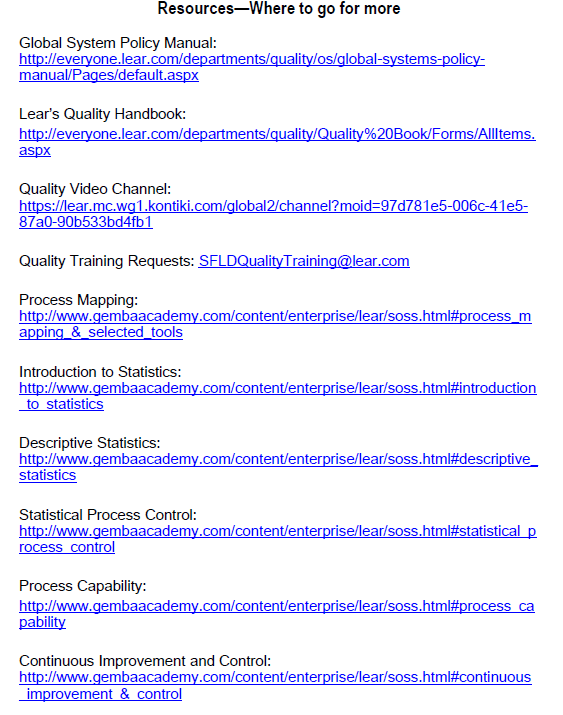 Resources—Where to go for more
Global System Policy Manual:
http://everyone.lear.com/departments/quality/os/global-systems-policy-
manual/Pages/default.aspx
Lear's Quality Handbook:
http://everyone.lear.com/departments/quality/Quality%20Book/Forms/AllItems.
aspx
Quality Video Channel:
https://lear.mc.wg1.kontiki.com/global2/channel?moid=97d781e5-006c-41e5-
87a0-90b533bd4fb1
Quality Training Requests: SFLDQualityTraining@lear.com
Process Mapping:
http://www.gembaacademy.com/content/enterprise/lear/soss.html#process_m
apping_&_selected_tools
Introduction to Statistics:
http://www.gembaacademy.com/content/enterprise/lear/soss.html#introduction
_to_statistics
Descriptive Statistics:
http://www.gembaacademy.com/content/enterprise/lear/soss.html#descriptive_
statistics
Statistical Process Control:
http://www.gembaacademy.com/content/enterprise/lear/soss.html#statistical_p
rocess_control
Process Capability:
http://www.gembaacademy.com/content/enterprise/lear/soss.html#process_ca
pability
Continuous Improvement and Control:
http://www.gembaacademy.com/content/enterprise/lear/soss.html#continuous
_improvement_&_control